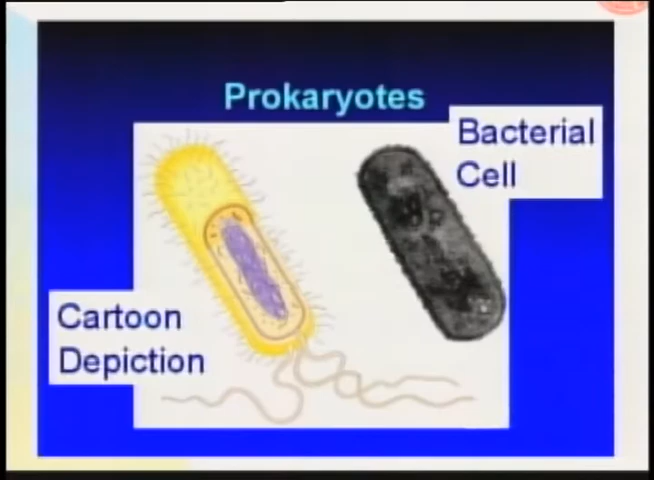 Prokaryotes
Bacterial
Cell
Cartoon
Depiction